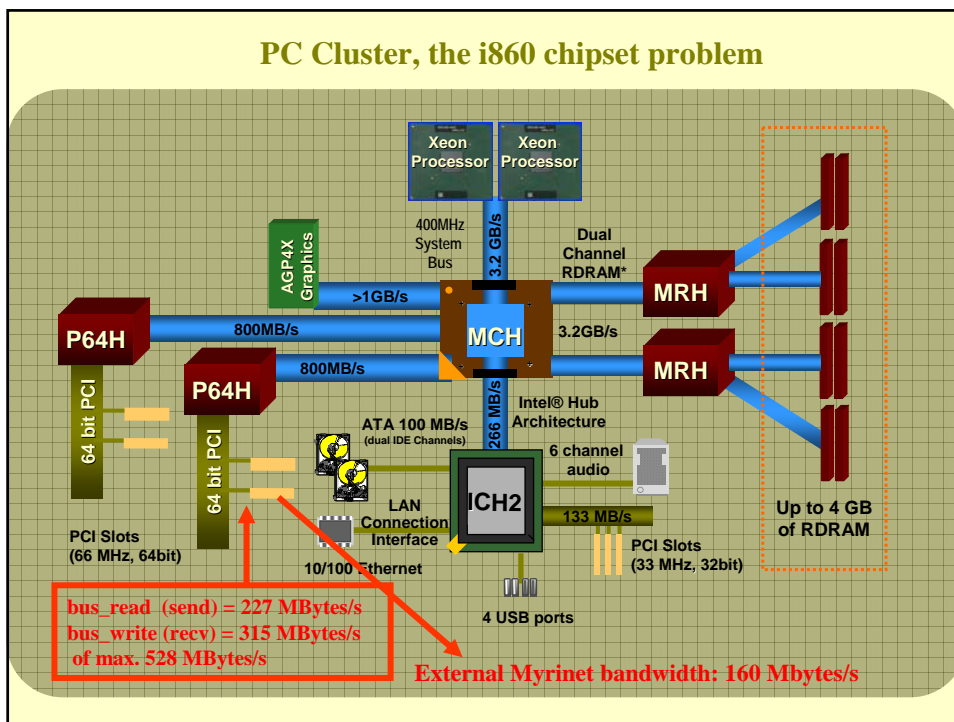 PC Cluster, the i860 chipset problem
Xeon
Processor
Xeon
Processor
400MHz
System
Bus
3.2 GB/s
Dual
Channel
RDRAM*
AGP4X
Graphics
>1GB/s
MRH
P64H
800MB/s
MCH
3.2GB/s
P64H
800MB/s
MRH
64 bit PCI
64 bit PCI
266 MB/s
Intel® Hub
Architecture
ATA 100 MB/s
(dual IDE Channels)
6 channel
audio
ICH2
LAN
Connection
Interface
133 MB/s
Up to 4 GB
of RDRAM
PCI Slots
(66 MHz, 64bit)
10/100 Ethernet
PCI Slots
(33 MHz, 32bit)
4 USB ports
bus_read (send) = 227 MBytes/s
bus_write (recv) = 315 MBytes/s
of max. 528 MBytes/s
External Myrinet bandwidth: 160 Mbytes/s